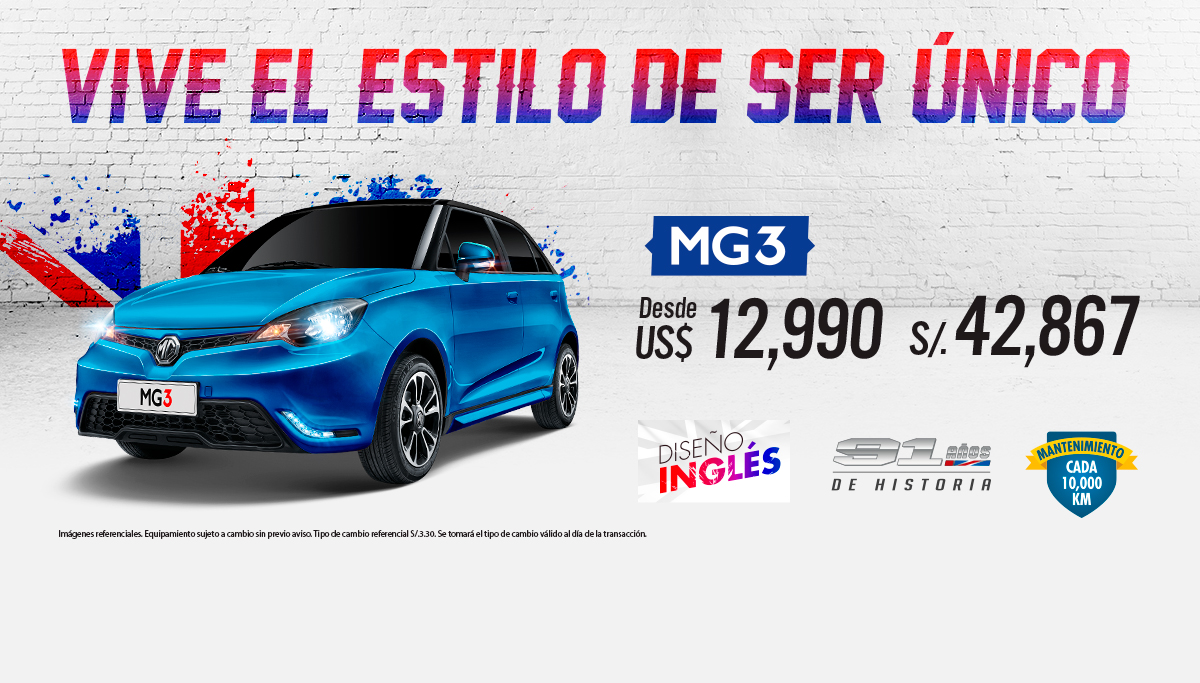 VIVE EL ESTILO DE SER ÚNICO
MG3
Desde
US$ 12,990 S/. 42,867
MG
MG3
DISEÑO
INGLÉS
91 AÑOS
DE HISTORIA
MANTENIMIENTO
CADA
10,000
KM
Imágenes referenciales. Equipamiento sujeto a cambio sin previo aviso. Tipo de cambio referencial S/.3.30. Se tomará el tipo de cambio válido al día de la transacción.